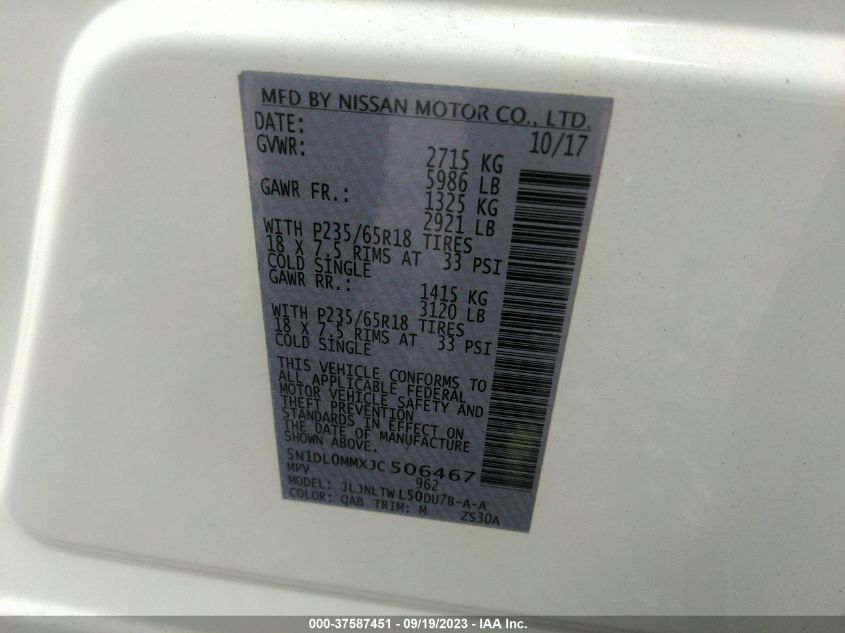 MFD BY NISSAN MOTOR CO., LTD.
DATE: 10/17
GVWR: 2715 KG
5986 LB
GAWR FR.: 1325 KG
2921 LB
WITH P235/65R18 TIRES
18 X 7.5 RIMS AT 33 PSI
COLD SINGLE
GAWR RR.: 1415 KG
3120 LB
WITH P235/65R18 TIRES
18 X 7.5 RIMS AT 33 PSI
COLD SINGLE
THIS VEHICLE CONFORMS TO
ALL APPLICABLE FEDERAL
MOTOR VEHICLE SAFETY AND
THEFT PREVENTION
STANDARDS IN EFFECT ON
THE DATE OF MANUFACTURE
SHOWN ABOVE.
5N1DL0MMXJC506467
MPV 962
MODEL: JLJNLTWL50DU7B-A-A
COLOR: QAB TRIM: M ZS30A
000-37587451 - 09/19/2023 - IAA Inc.